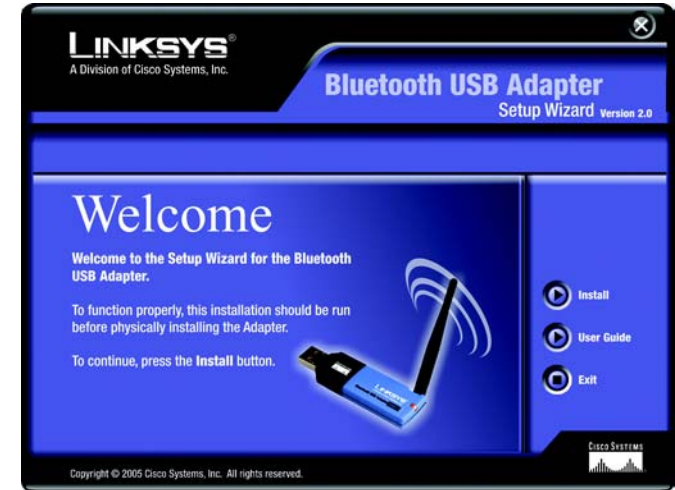 LINKSYS®
A Division of Cisco Systems, Inc.
Bluetooth USB Adapter
Setup Wizard Version 2.0
Welcome
Welcome to the Setup Wizard for the Bluetooth
USB Adapter.
To function properly, this installation should be run
before physically installing the Adapter.
To continue, press the Install button.
LINKSYS
Install
User Guide
Exit
CISCO SYSTEMS
Copyright © 2005 Cisco Systems, Inc. All rights reserved.